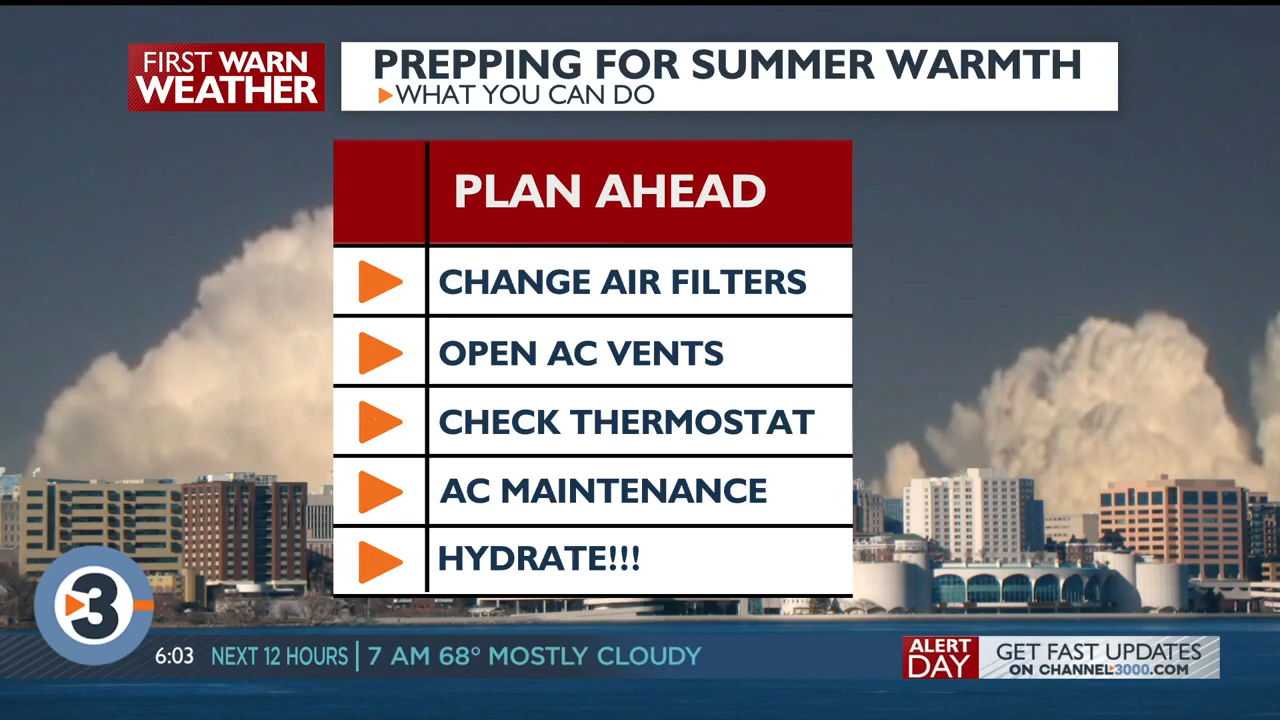 FIRST WARN
WEATHER
PREPPING FOR SUMMER WARMTH
WHAT YOU CAN DO
PLAN AHEAD
CHANGE AIR FILTERS
OPEN AC VENTS
CHECK THERMOSTAT
AC MAINTENANCE
HYDRATE!!!
3
6:03 NEXT 12 HOURS 7 AM 68° MOSTLY CLOUDY
ALERT
DAY
GET FAST UPDATES
ON CHANNEL3000.COM